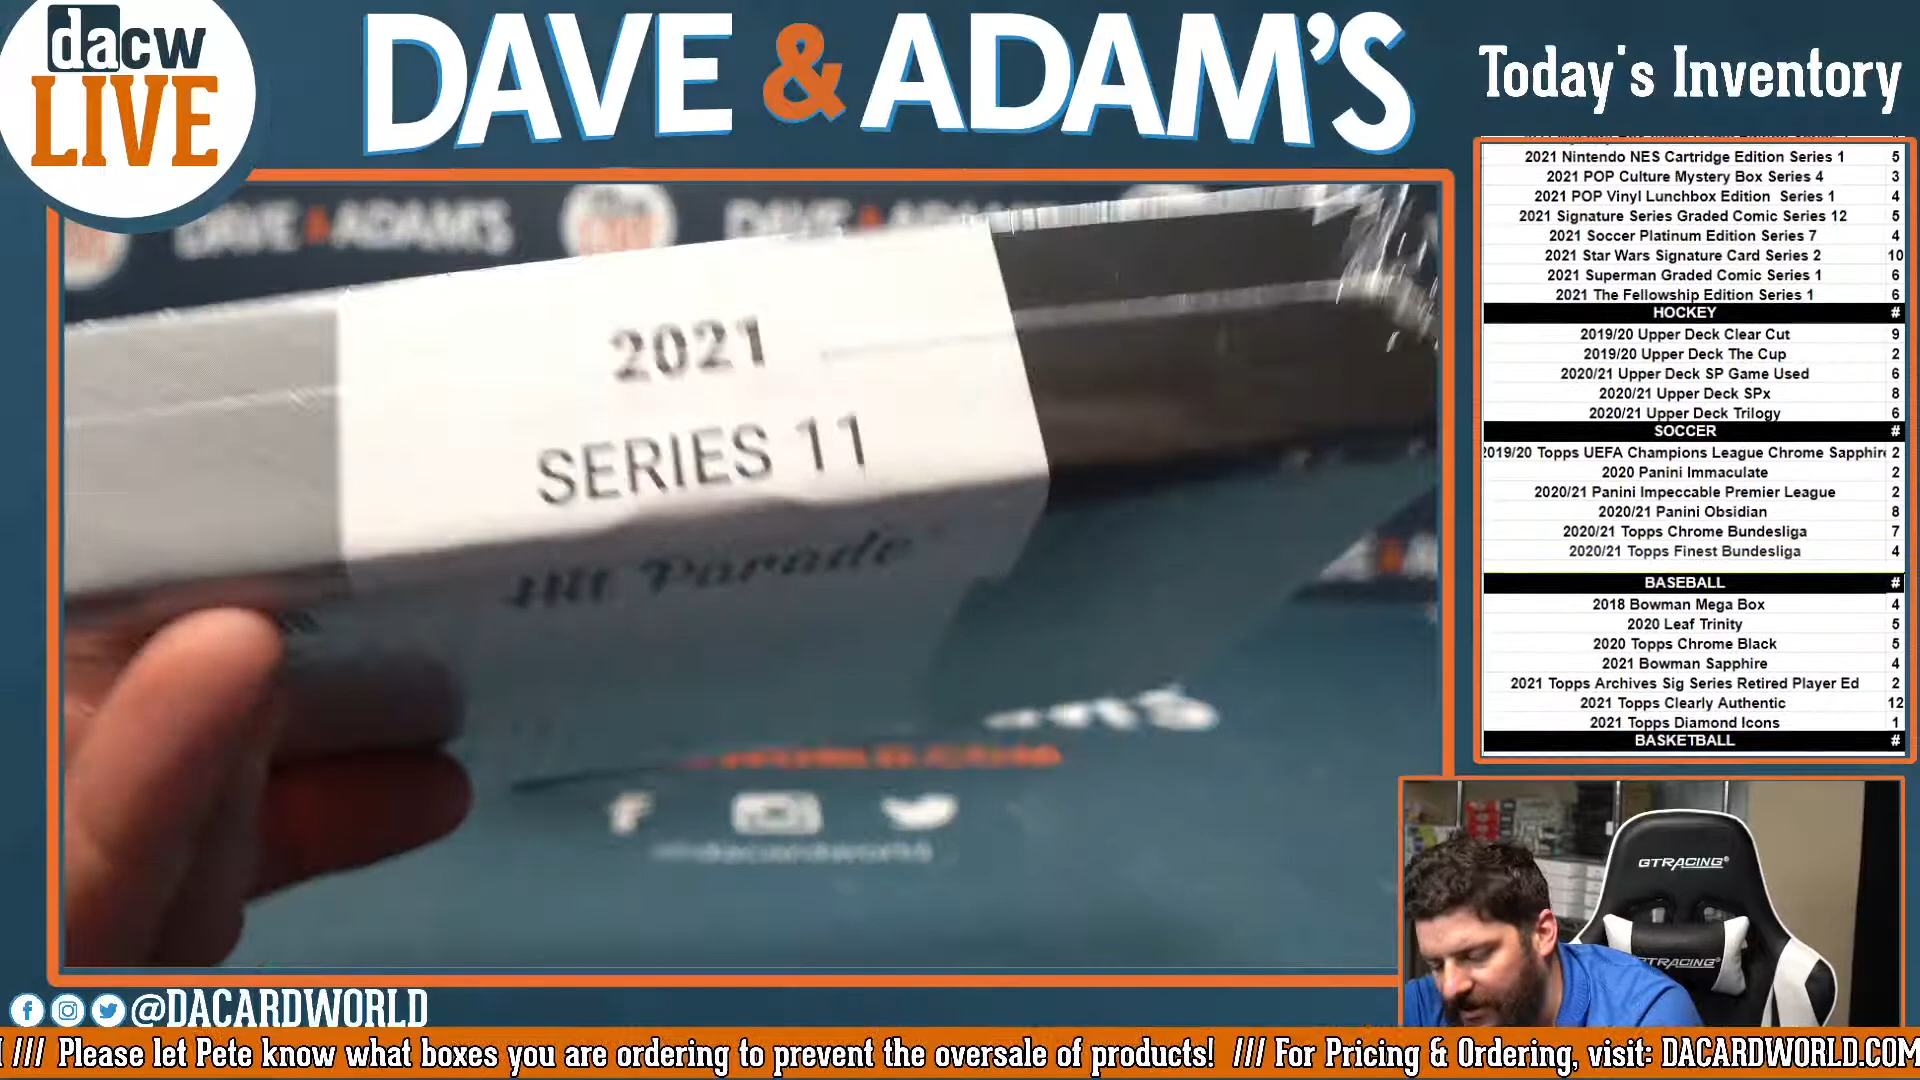 dacw
LIVE
DAVE & ADAM'S
Today's Inventory
2021 Nintendo NES Cartridge Edition Series 1 5
2021 POP Culture Mystery Box Series 4 3
2021 POP Vinyl Lunchbox Edition Series 1 4
2021 Signature Series Graded Comic Series 12 5
2021 Soccer Platinum Edition Series 7 4
2021 Star Wars Signature Card Series 2 10
2021 Superman Graded Comic Series 1 6
2021 The Fellowship Edition Series 1 6
HOCKEY #
2019/20 Upper Deck Clear Cut 9
2019/20 Upper Deck The Cup 2
2020/21 Upper Deck SP Game Used 6
2020/21 Upper Deck SPx 8
2020/21 Upper Deck Trilogy 6
SOCCER #
2019/20 Topps UEFA Champions League Chrome Sapphir 2
2020 Panini Immaculate 2
2020/21 Panini Impeccable Premier League 2
2020/21 Panini Obsidian 8
2020/21 Topps Chrome Bundesliga 7
2020/21 Topps Finest Bundesliga 4
BASEBALL #
2018 Bowman Mega Box 4
2020 Leaf Trinity 5
2020 Topps Chrome Black 5
2021 Bowman Sapphire 4
2021 Topps Archives Sig Series Retired Player Ed 2
2021 Topps Clearly Authentic 12
2021 Topps Diamond Icons 1
BASKETBALL #
DAVE & ADAM'S
DAVE & ADAM'S
2021
SERIES 11
Hit Parade
GTRACING
GTRACING
@DACARDWORLD
/// Please let Pete know what boxes you are ordering to prevent the oversale of products! /// For Pricing & Ordering, visit: DACARDWORLD.COM